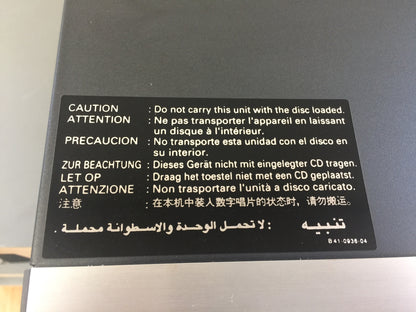 CAUTION : Do not carry this unit with the disc loaded.
ATTENTION : Ne pas transporter l'appareil en laissant
un disque à l'intérieur.
PRECAUCION : No transporte esta unidad con el disco en
su interior.
ZUR BEACHTUNG : Dieses Gerät nicht mit eingelegter CD tragen.
LET OP : Draag het toestel niet met een CD geplaatst.
ATTENZIONE : Non trasportare l'unità a disco caricato.
注意 : 在本机中装入数字唱片的状态时，请勿搬运。
تنبيه : لا تحمل الوحدة والاسطوانة محملة .
B41-0936-04